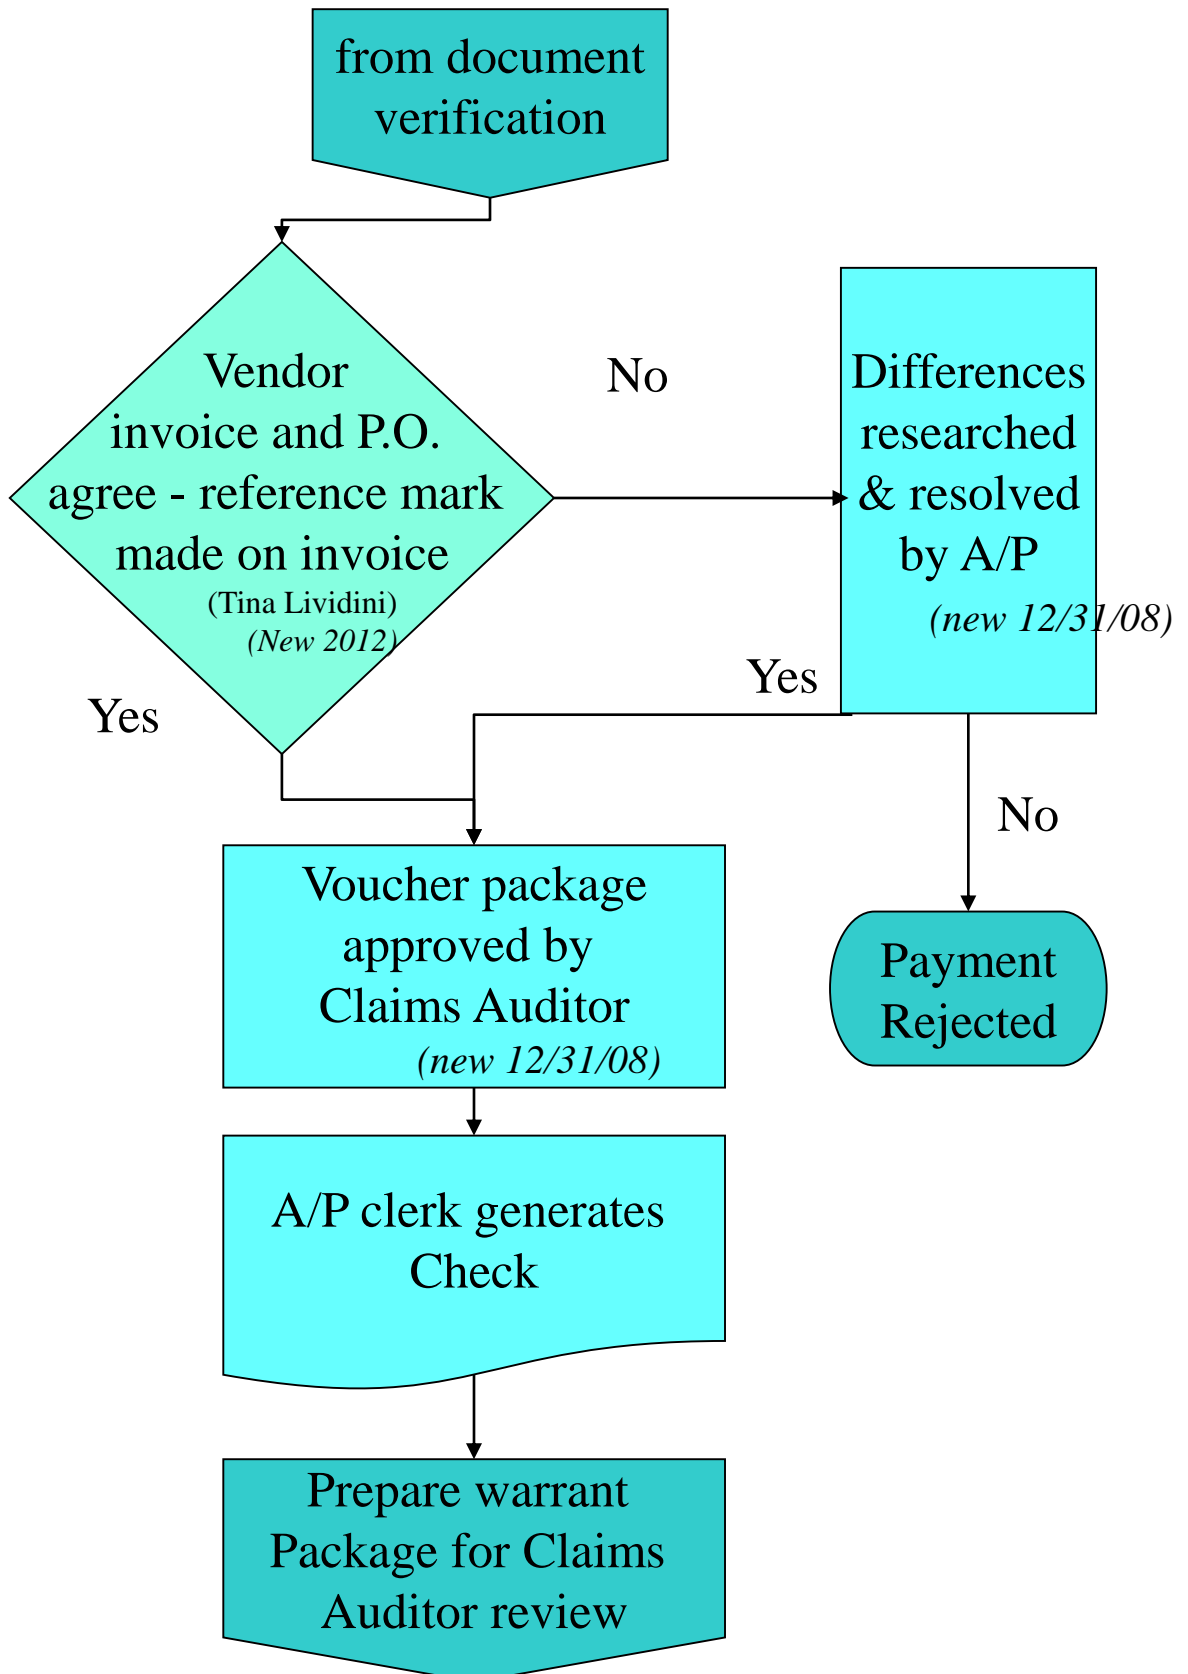 from document
verification
Vendor
invoice and P.O.
agree - reference mark
made on invoice
(Tina Lividini)
(New 2012)
No
Differences
researched
& resolved
by A/P
(new 12/31/08)
Yes
Yes
No
Voucher package
approved by
Claims Auditor
(new 12/31/08)
Payment
Rejected
A/P clerk generates
Check
Prepare warrant
Package for Claims
Auditor review